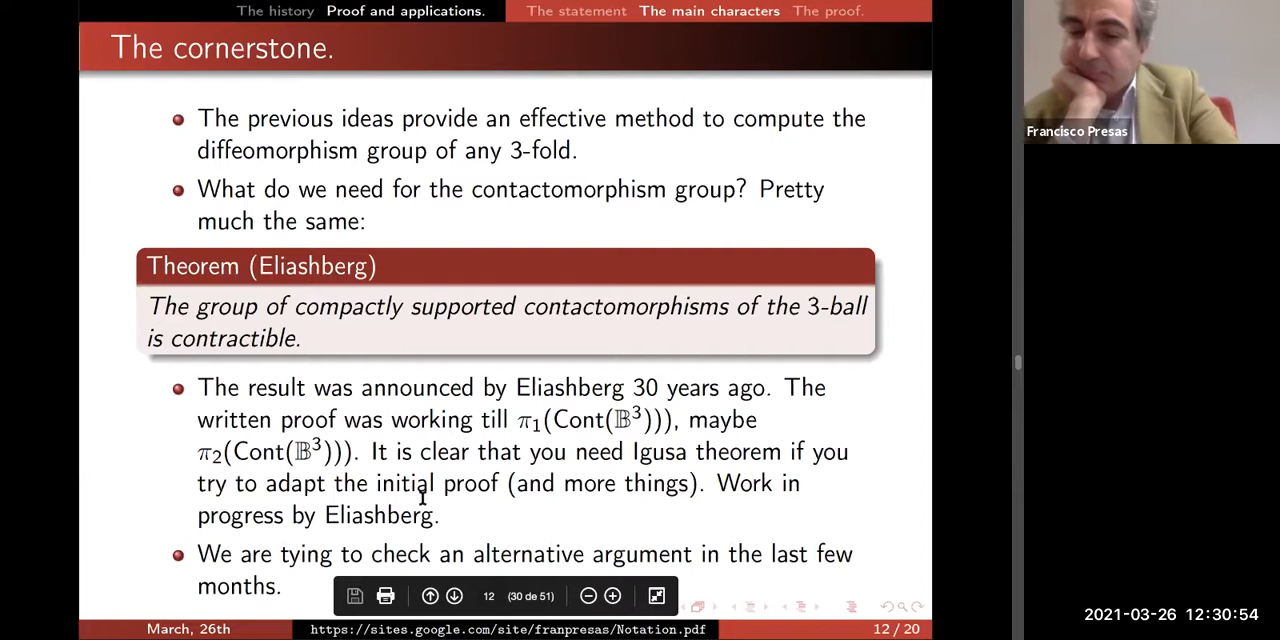 The history Proof and applications. The statement The main characters The proof.
The cornerstone.
The previous ideas provide an effective method to compute the
diffeomorphism group of any 3-fold.
What do we need for the contactomorphism group? Pretty
much the same:
Theorem (Eliashberg)
The group of compactly supported contactomorphisms of the 3-ball
is contractible.
The result was announced by Eliashberg 30 years ago. The
written proof was working till π₁(Cont(𝔹³))), maybe
π₂(Cont(𝔹³))). It is clear that you need Igusa theorem if you
try to adapt the initial proof (and more things). Work in
progress by Eliashberg.
We are tying to check an alternative argument in the last few
months.
12 (30 de 51)
March, 26th https://sites.google.com/site/franpresas/Notation.pdf 12 / 20
Francisco Presas
2021-03-26 12:30:54